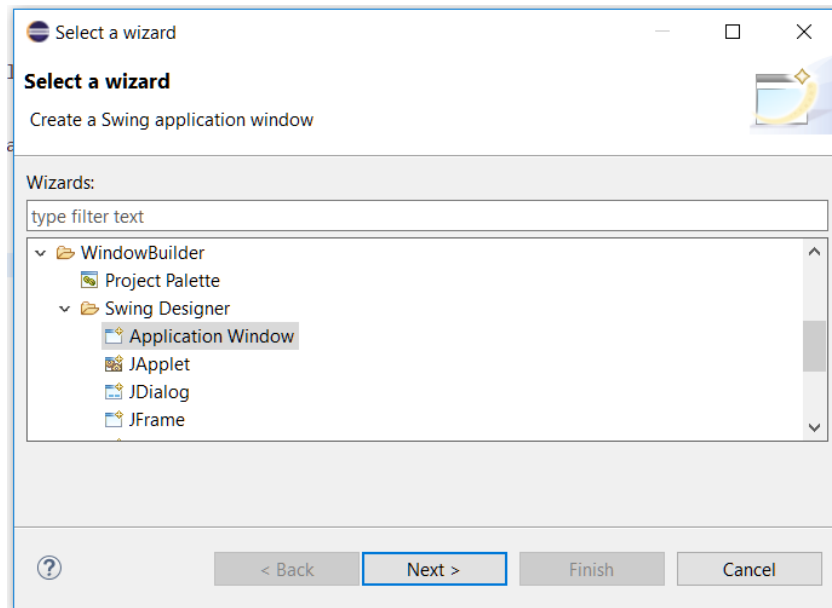 Select a wizard
Select a wizard
Create a Swing application window
Wizards:
type filter text
WindowBuilder
Project Palette
Swing Designer
Application Window
JApplet
JDialog
JFrame
< Back Next > Finish Cancel